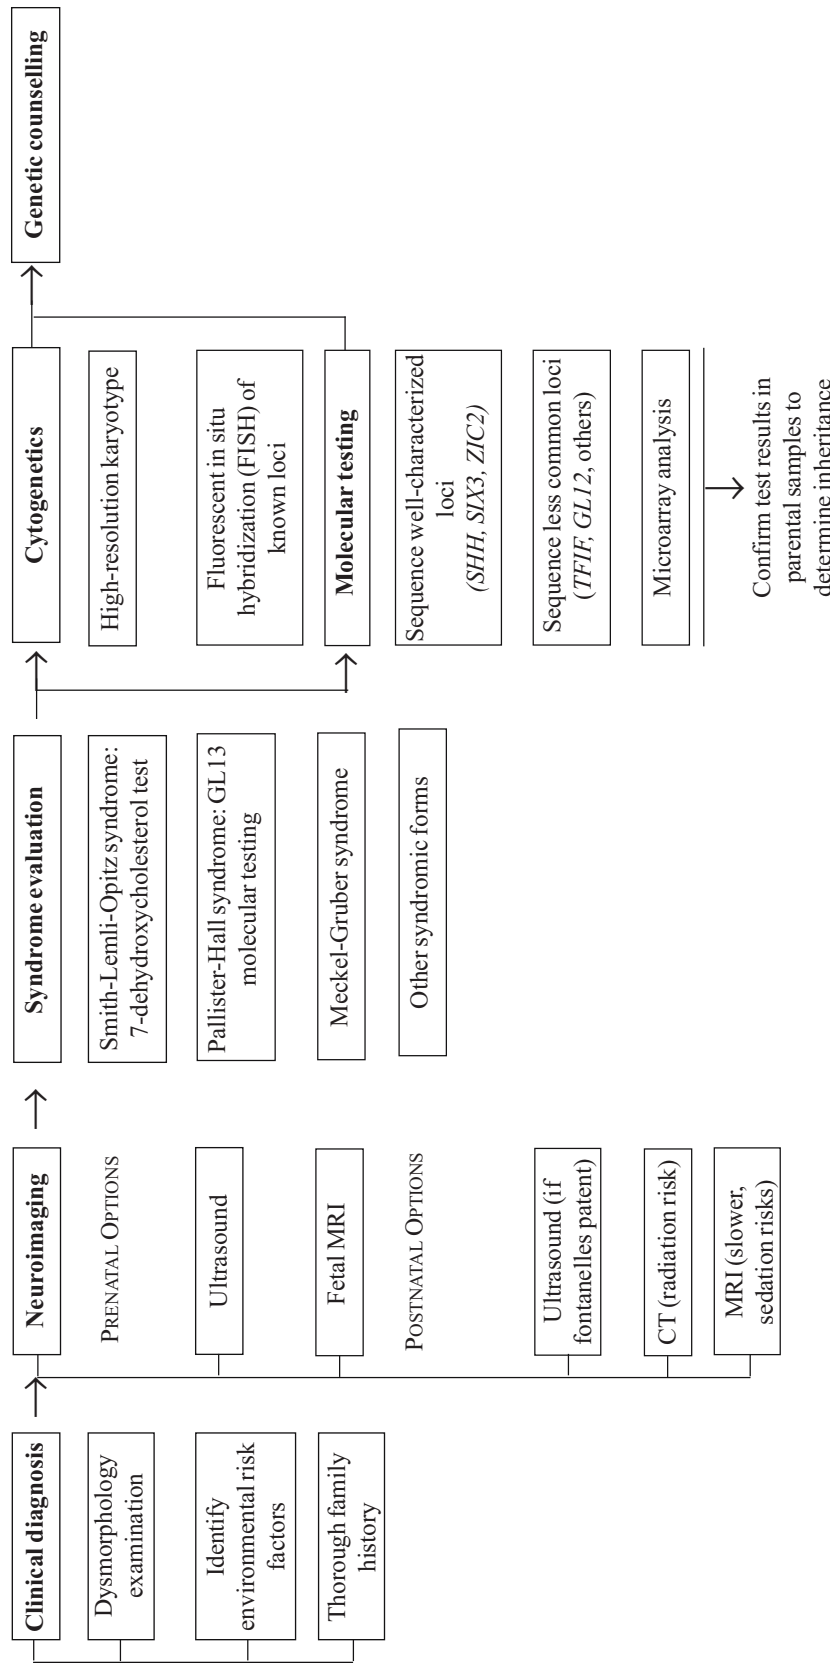 Clinical diagnosis
Dysmorphology
examination
Identify
environmental risk
factors
Thorough family
history
Neuroimaging
PRENATAL OPTIONS
Ultrasound
Fetal MRI
POSTNATAL OPTIONS
Ultrasound (if
fontanelles patent)
CT (radiation risk)
MRI (slower,
sedation risks)
Syndrome evaluation
Smith-Lemli-Opitz syndrome:
7-dehydroxycholesterol test
Pallister-Hall syndrome: GL13
molecular testing
Meckel-Gruber syndrome
Other syndromic forms
Cytogenetics
High-resolution karyotype
Fluorescent in situ
hybridization (FISH) of
known loci
Molecular testing
Sequence well-characterized
loci
(SHH, SIX3, ZIC2)
Sequence less common loci
(TFIF, GL12, others)
Microarray analysis
Confirm test results in
parental samples to
determine inheritance
Genetic counselling